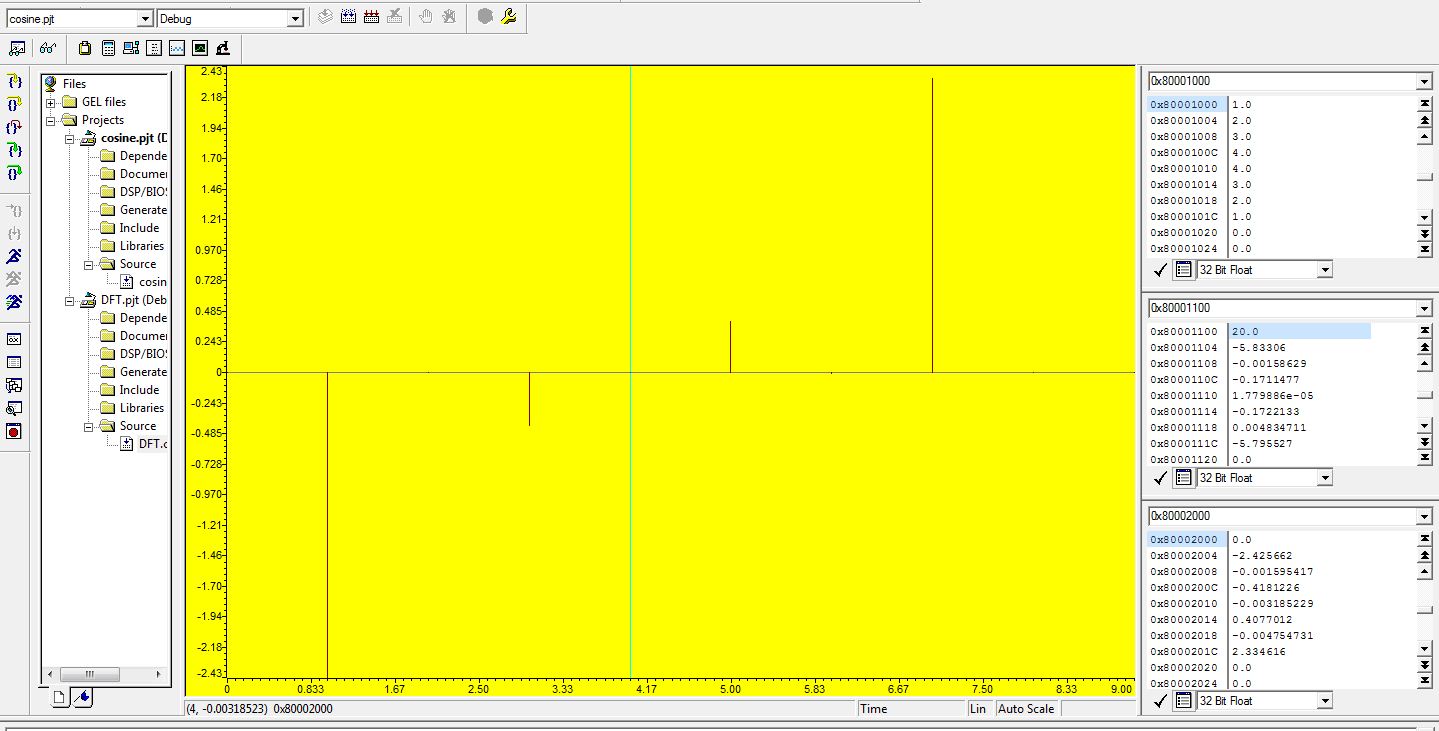 cosine.pjt Debug
Files
GEL files
Projects
cosine.pjt (D
Depende
Documen
DSP/BIOS
Generate
Include
Libraries
Source
cosin
DFT.pjt (Deb
Depende
Documen
DSP/BIOS
Generate
Include
Libraries
Source
DFT.c
2.43
2.18
1.94
1.70
1.46
1.21
0.970
0.728
0.485
0.243
0
-0.243
-0.485
-0.728
-0.970
-1.21
-1.46
-1.70
-1.94
-2.18
-2.43
0 0.833 1.67 2.50 3.33 4.17 5.00 5.83 6.67 7.50 8.33 9.00
(4, -0.00318523) 0x80002000 Time Lin Auto Scale
0x80001000
0x80001000 1.0
0x80001004 2.0
0x80001008 3.0
0x8000100C 4.0
0x80001010 4.0
0x80001014 3.0
0x80001018 2.0
0x8000101C 1.0
0x80001020 0.0
0x80001024 0.0
32 Bit Float
0x80001100
0x80001100 20.0
0x80001104 -5.83306
0x80001108 -0.00158629
0x8000110C -0.1711477
0x80001110 1.779886e-05
0x80001114 -0.1722133
0x80001118 0.004834711
0x8000111C -5.795527
0x80001120 0.0
32 Bit Float
0x80002000
0x80002000 0.0
0x80002004 -2.425662
0x80002008 -0.001595417
0x8000200C -0.4181226
0x80002010 -0.003185229
0x80002014 0.4077012
0x80002018 -0.004754731
0x8000201C 2.334616
0x80002020 0.0
0x80002024 0.0
32 Bit Float